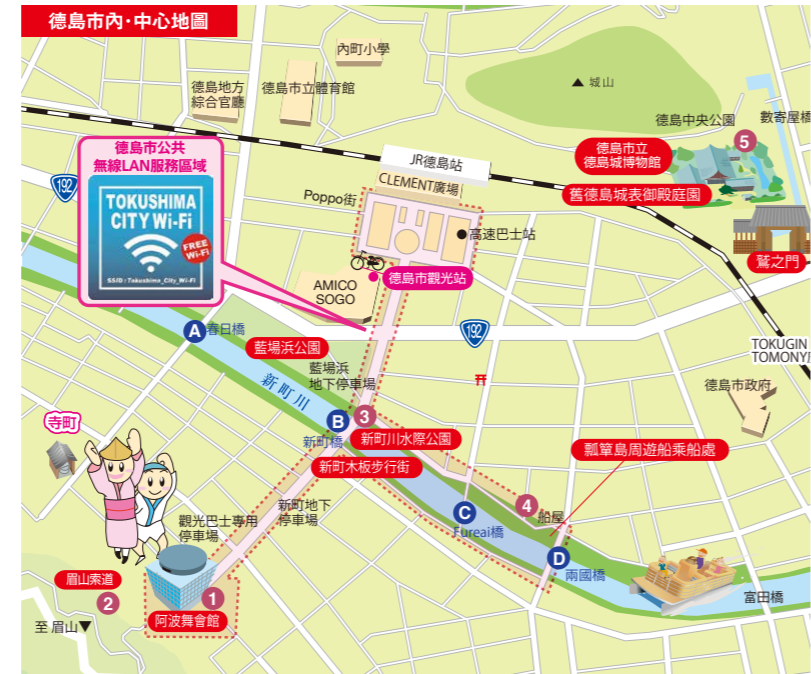 德島市內·中心地圖
內町小學
城山
德島地方
綜合官廳
德島市立體育館
德島中央公園
數寄屋橋
5
德島市公共
無線LAN服務區域
德島市立
德島城博物館
JR德島站
CLEMENT廣場
192
TOKUSHIMA
CITY Wi-Fi
FREE
Wi-Fi
SSID : Tokushima_City_Wi-Fi
Poppo街
舊德島城表御殿庭園
高速巴士站
鷲之門
德島市觀光站
AMICO
SOGO
A
春日橋
192
藍場浜公園
TOKUGIN
TOMONY
藍場浜
地下停車場
新町川
德島市政府
寺町
B
3
新町橋
新町川水際公園
新町木板步行街
瓢簞島周遊船乘船處
新町地下
停車場
4
船屋
C
Fureai橋
觀光巴士專用
停車場
D
兩國橋
眉山索道
2
1
阿波舞會館
富田橋
至 眉山